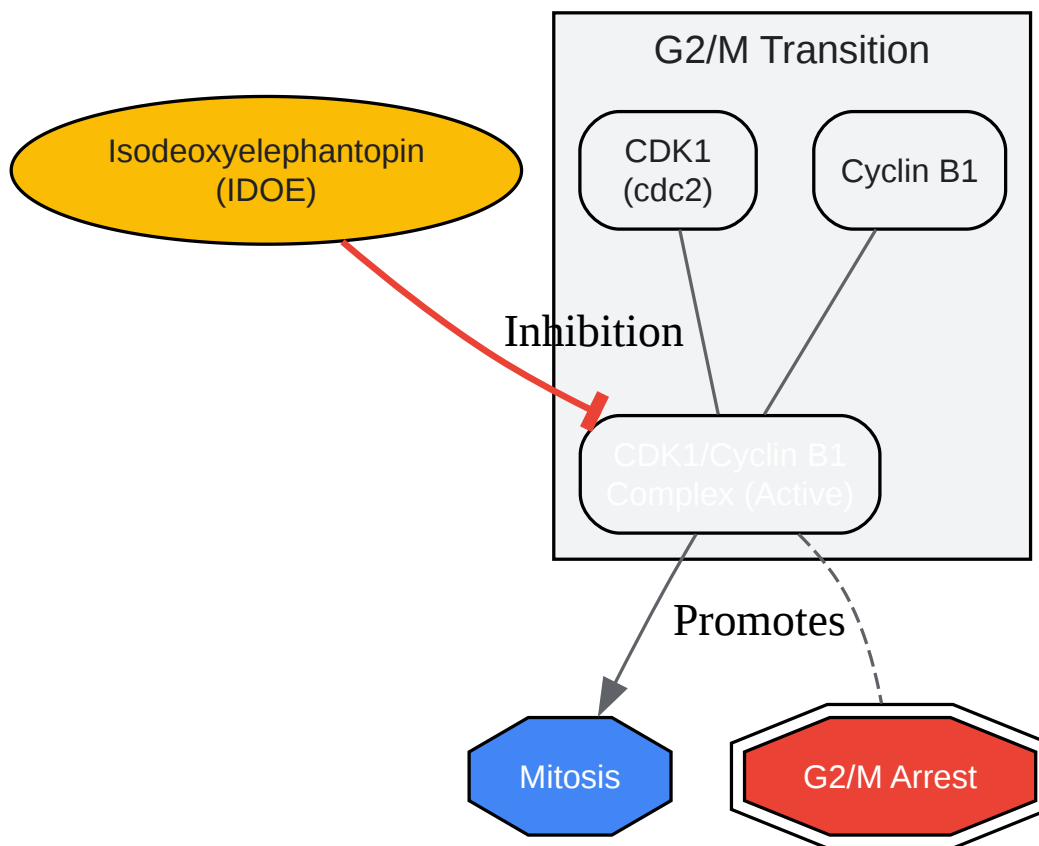 G2/M Transition
Isodeoxyelephantopin
(IDOE)
CDK1
(cdc2)
Cyclin B1
Inhibition
CDK1/Cyclin B1
Complex (Active)
Promotes
Mitosis
G2/M Arrest